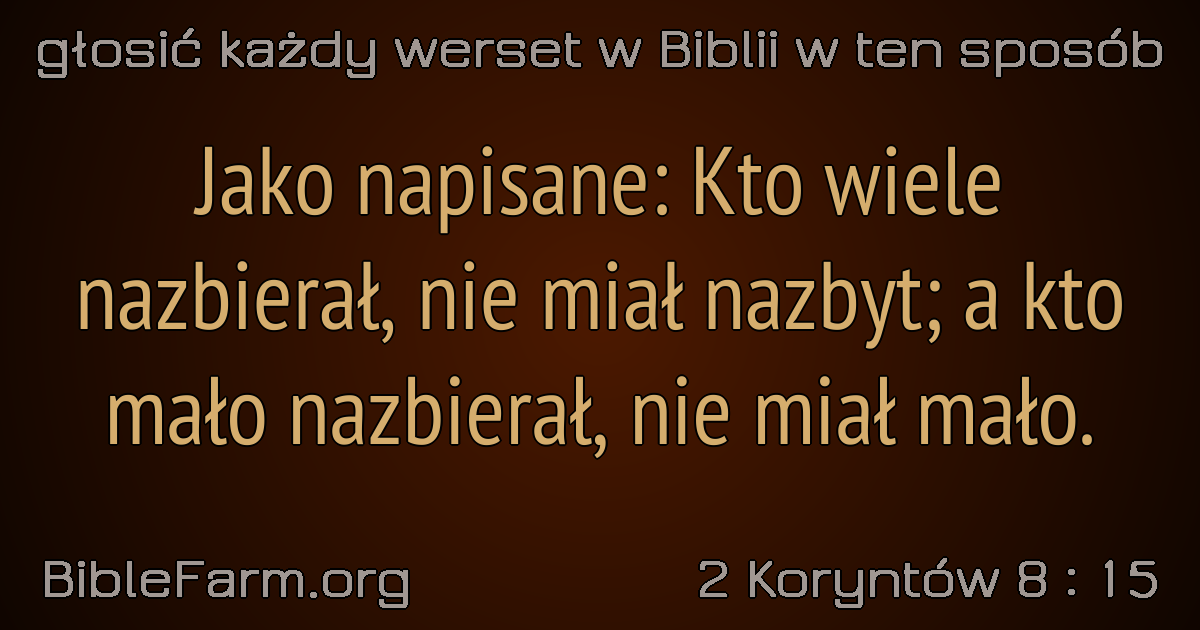 głosić każdy werset w Biblii w ten sposób
Jako napisane: Kto wiele
nazbierał, nie miał nazbyt; a kto
mało nazbierał, nie miał mało.
BibleFarm.org
2 Koryntów 8 : 15